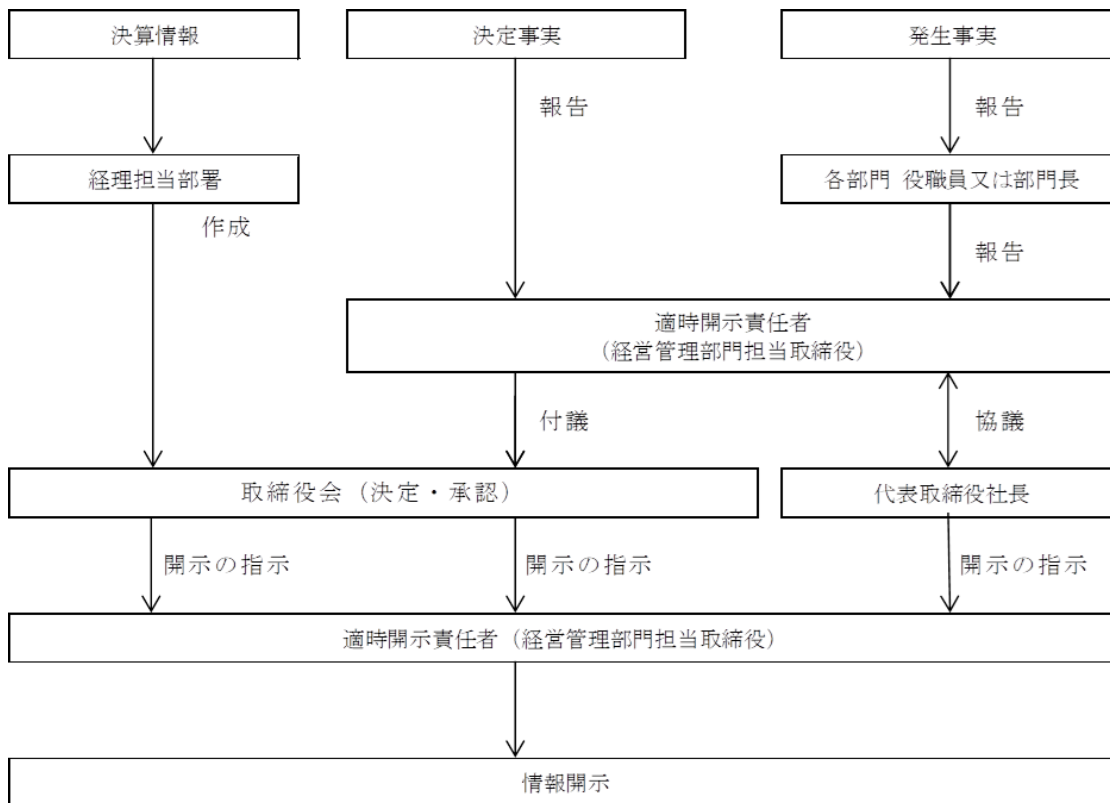 決算情報
決定事実
発生事実
報告
報告
経理担当部署
各部門 役職員又は部門長
作成
報告
適時開示責任者
（経営管理部門担当取締役）
付議
協議
取締役会（決定・承認）
代表取締役社長
開示の指示
開示の指示
開示の指示
適時開示責任者（経営管理部門担当取締役）
情報開示